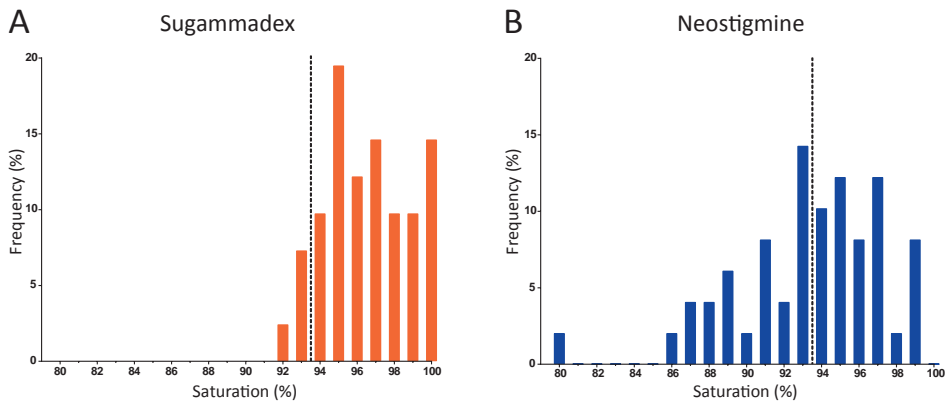 A
Sugammadex
20
15
10
5
0
Frequency (%)
80 82 84 86 88 90 92 94 96 98 100
Saturation (%)
B
Neostigmine
20
15
10
5
0
Frequency (%)
80 82 84 86 88 90 92 94 96 98 100
Saturation (%)